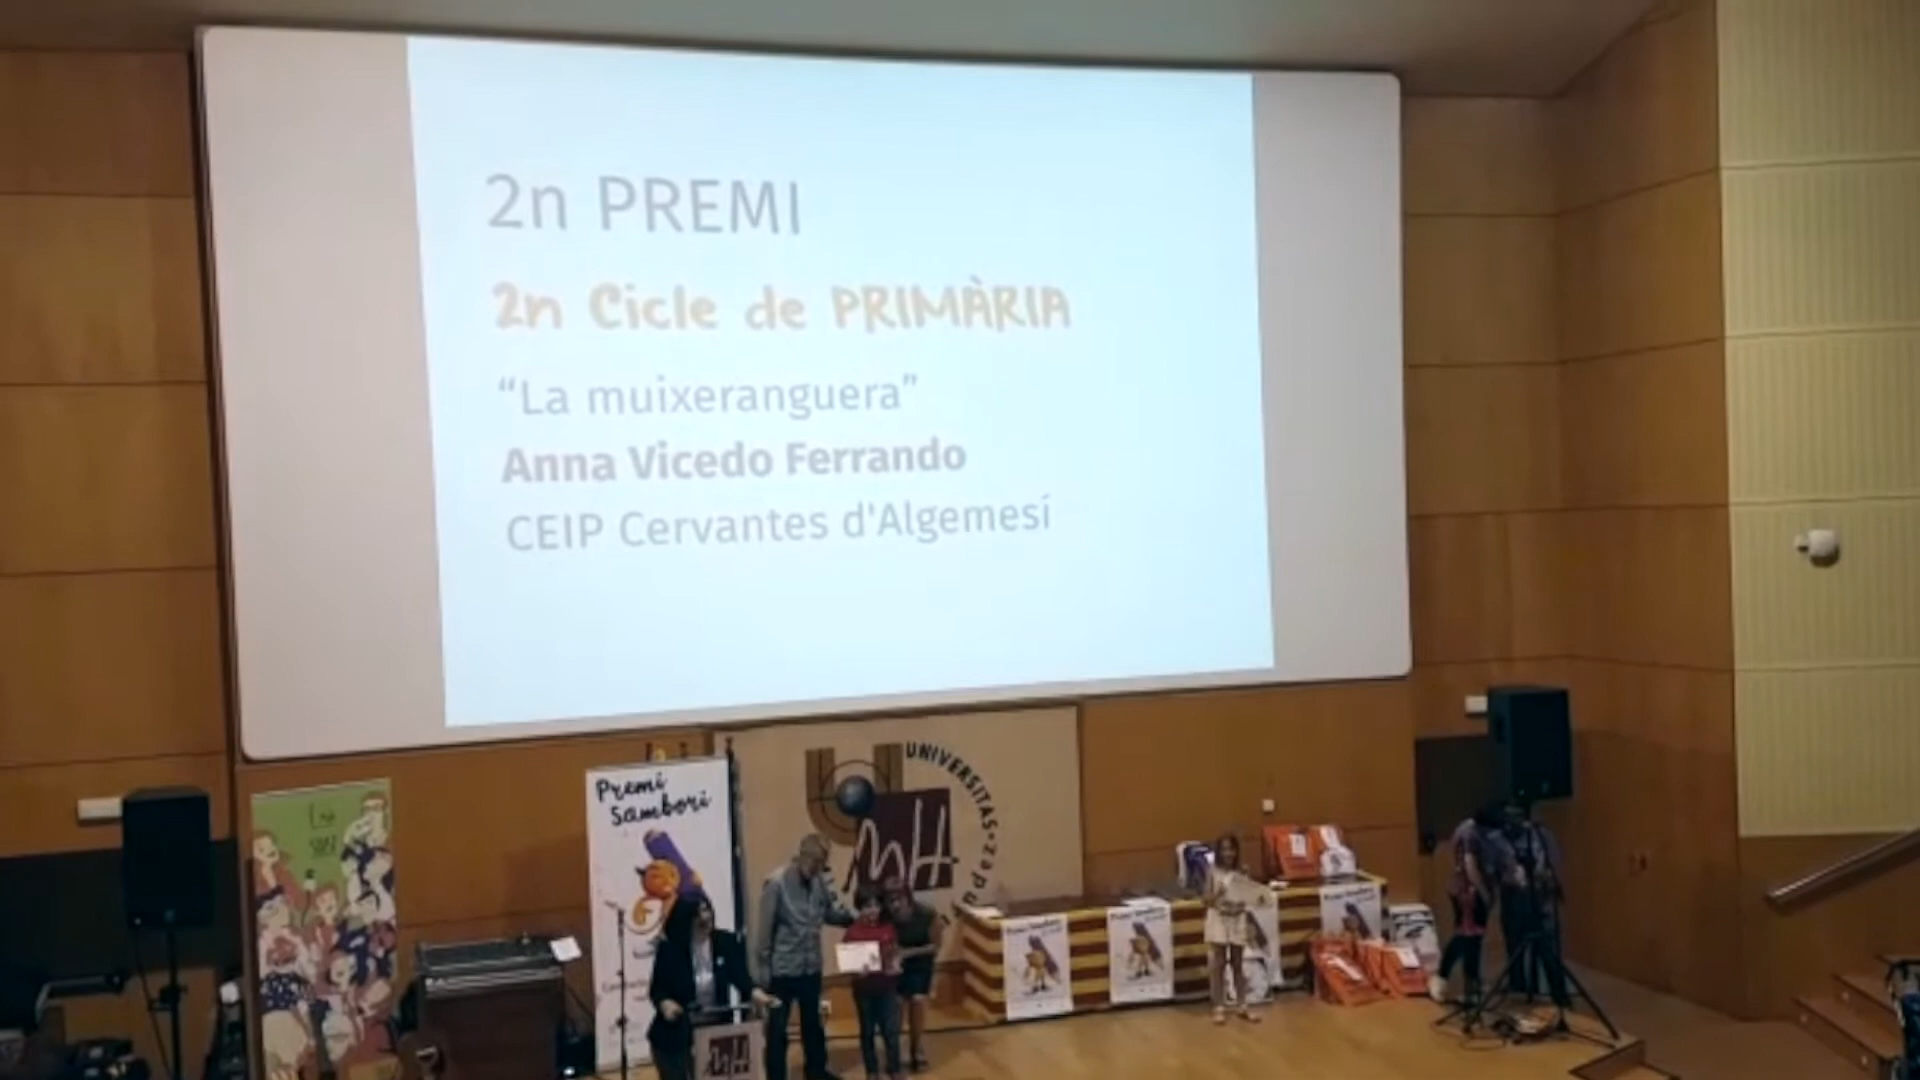 2n PREMI
2n Cicle de PRIMÀRIA
“La muixeranguera”
Anna Vicedo Ferrando
CEIP Cervantes d'Algemesí
Premi
Sambori
UNIVERSITAS
MH